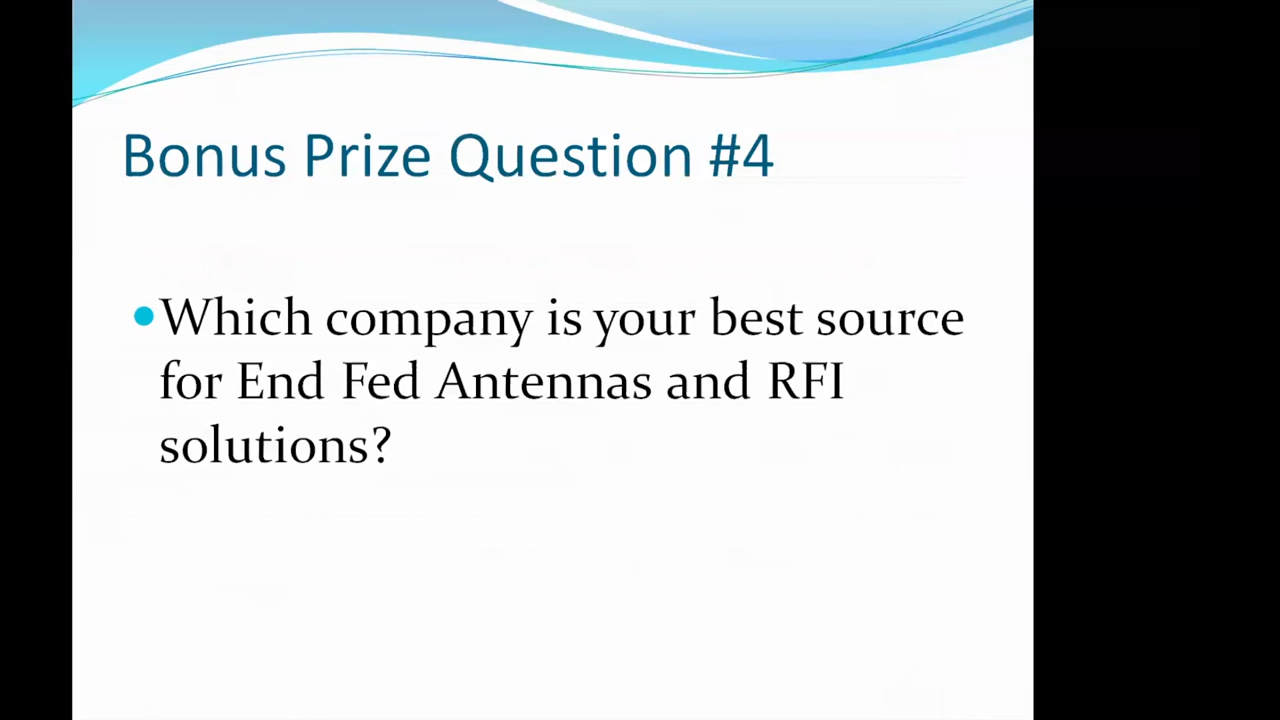 Bonus Prize Question #4
•Which company is your best source
for End Fed Antennas and RFI
solutions?